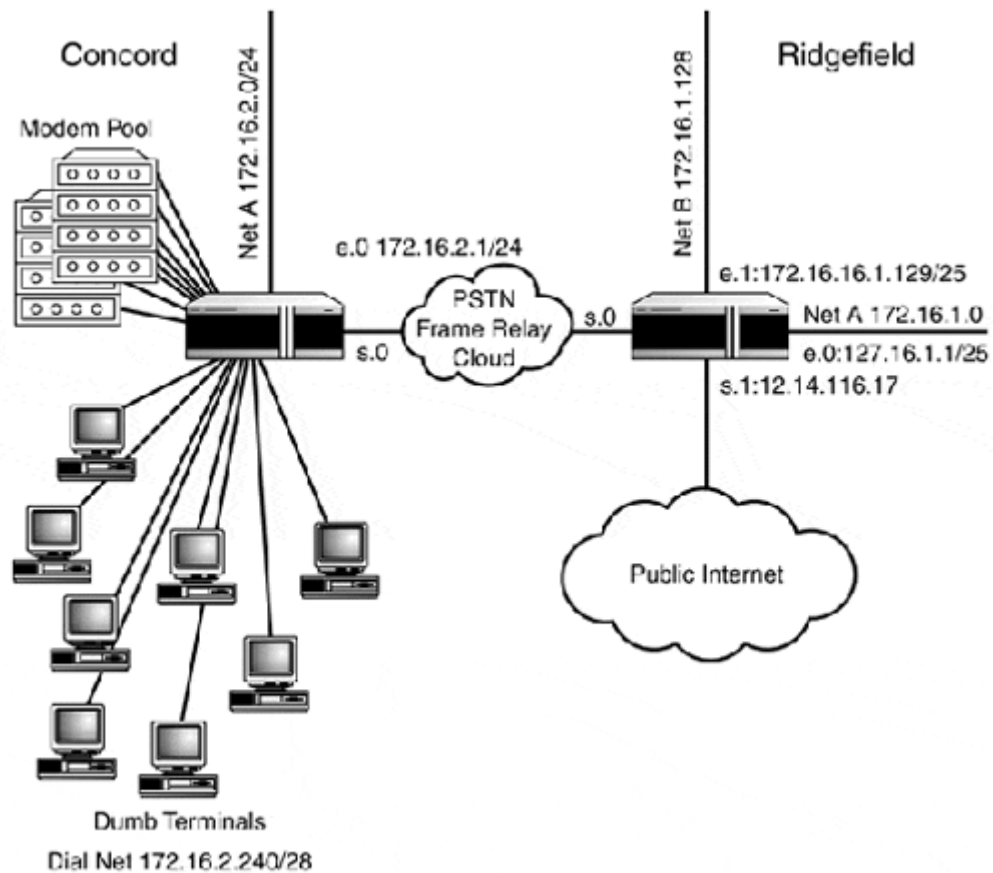 Concord
Ridgefield
Modem Pool
Net A 172.16.2.0/24
Net B 172.16.1.128
e.0 172.16.2.1/24
e.1:172.16.16.1.129/25
PSTN
Frame Relay
Cloud
s.0
s.0
Net A 172.16.1.0
e.0:127.16.1.1/25
s.1:12.14.116.17
Public Internet
Dumb Terminals
Dial Net 172.16.2.240/28